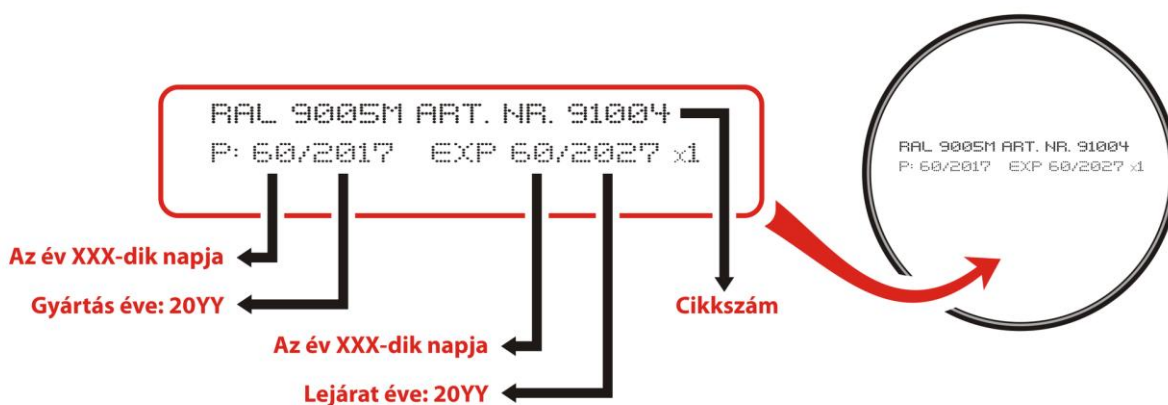 RAL 9005M ART. NR. 91004
P: 60/2017 EXP 60/2027 x1
Az év XXX-dik napja
Gyártás éve: 20YY
Az év XXX-dik napja
Lejárat éve: 20YY
Cikkszám
RAL 9005M ART. NR. 91004
P: 60/2017 EXP 60/2027 x1